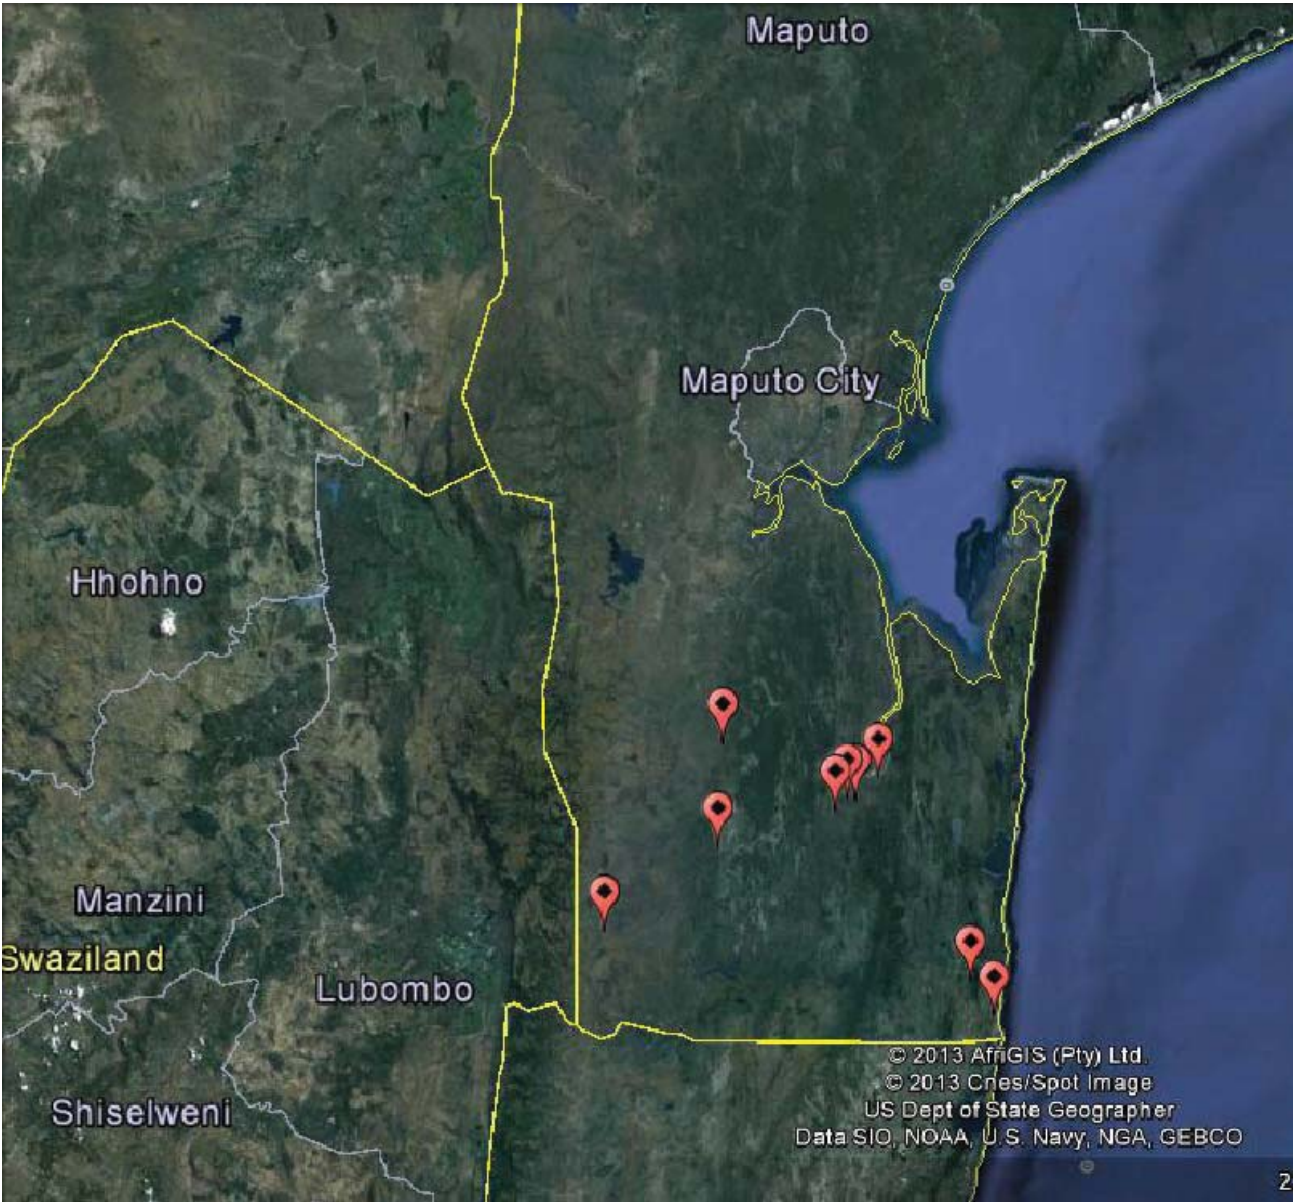 Maputo
Maputo City
Hhohho
Manzini
Swaziland
Lubombo
Shiselweni
© 2013 AfriGIS (Pty) Ltd.
© 2013 Cnes/Spot Image
US Dept of State Geographer
Data SIO, NOAA, U.S. Navy, NGA, GEBCO
2